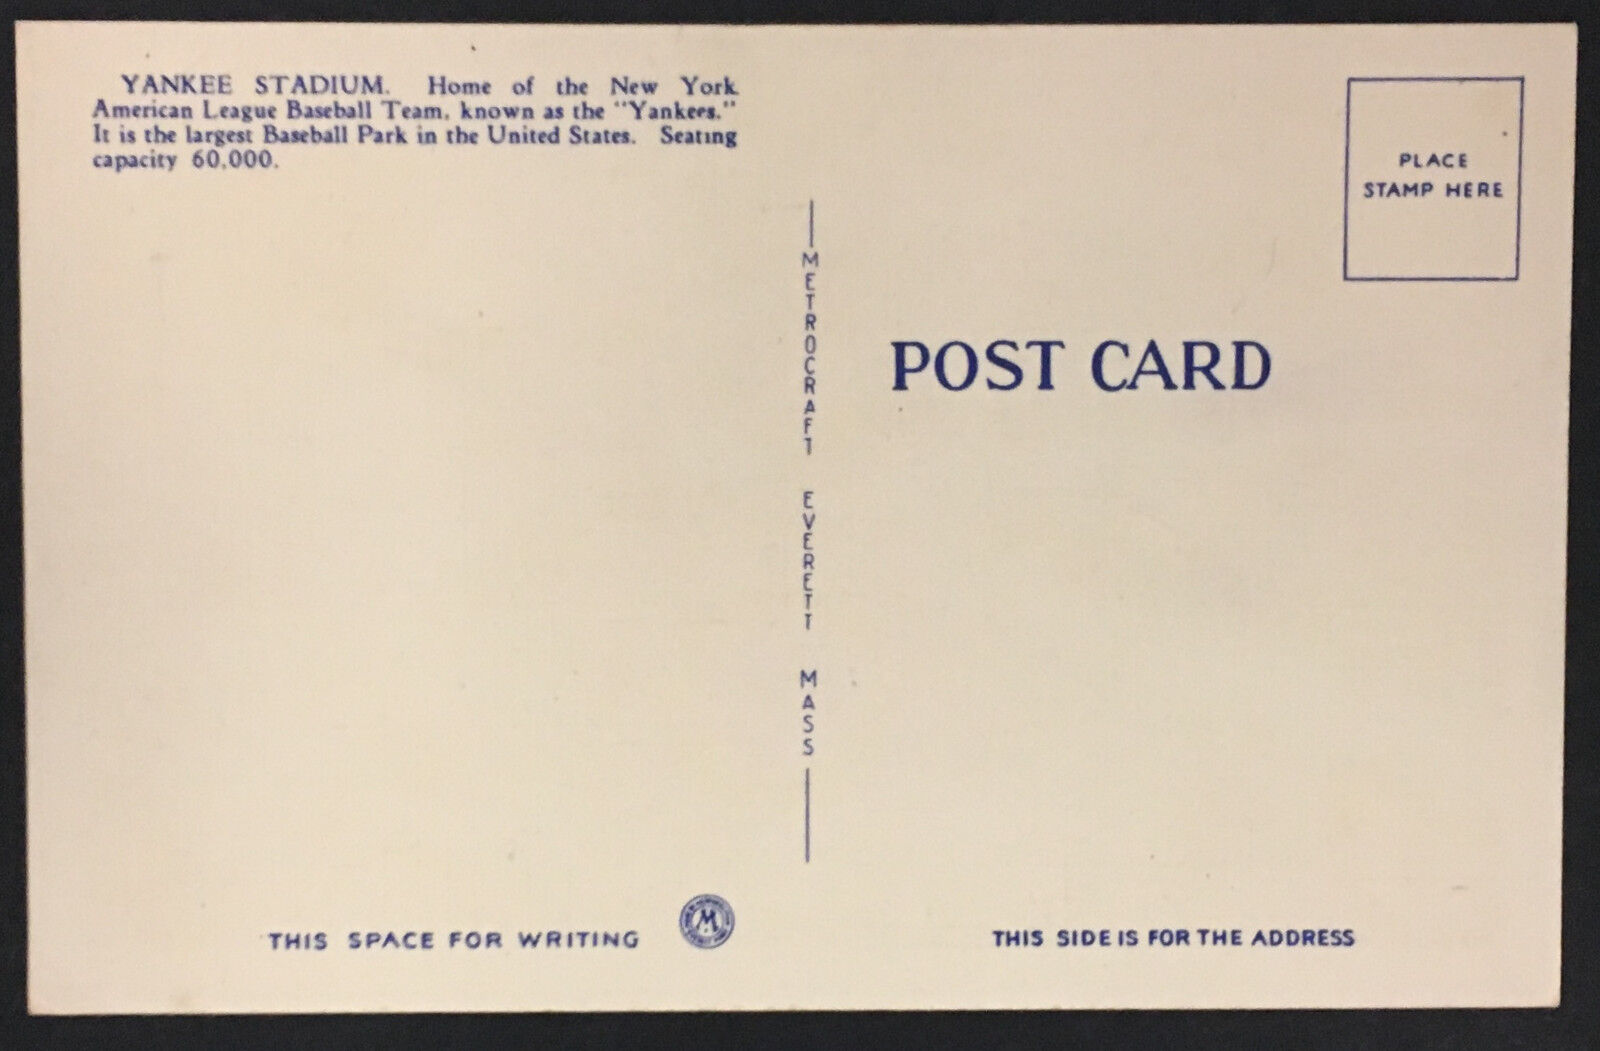 YANKEE STADIUM. Home of the New York
American League Baseball Team, known as the "Yankees."
It is the largest Baseball Park in the United States. Seating
capacity 60,000.
PLACE
STAMP HERE
METROCRAFT EVERETT MASS
POST CARD
THIS SPACE FOR WRITING
M
THIS SIDE IS FOR THE ADDRESS